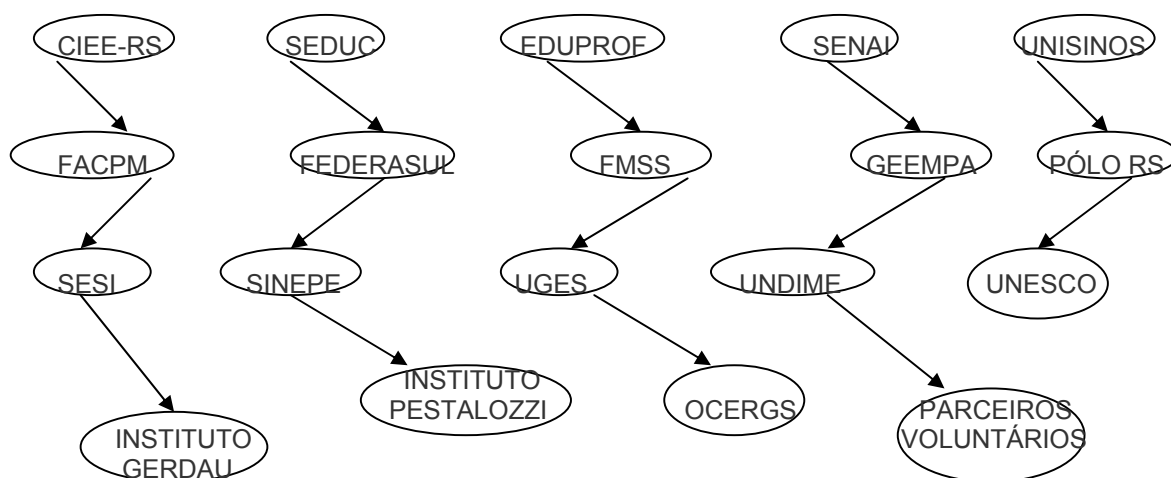 CIEE-RS
SEDUC
EDUPROF
SENAI
UNISINOS
FACPM
FEDERASUL
FMSS
GEEMPA
PÓLO RS
SESI
SINEPE
UGES
UNDIME
UNESCO
INSTITUTO
PESTALOZZI
OCERGS
PARCEIROS
VOLUNTÁRIOS
INSTITUTO
GERDAU